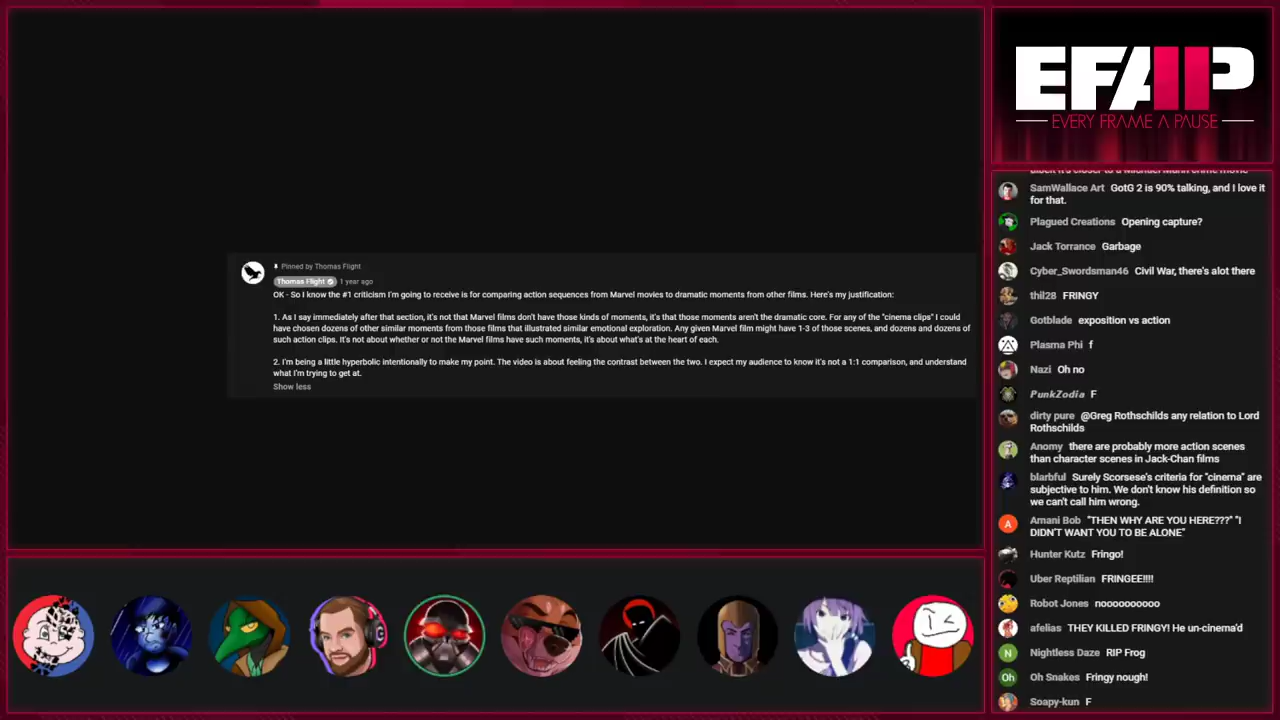 Pinned by Thomas Flight
Thomas Flight 1 year ago
OK - So I know the #1 criticism I'm going to receive is for comparing action sequences from Marvel movies to dramatic moments from other films. Here's my justification:
1. As I say immediately after that section, it's not that Marvel films don't have those kinds of moments, it's that those moments aren't the dramatic core. For any of the "cinema clips" I could
have chosen dozens of other similar moments from those films that illustrated similar emotional exploration. Any given Marvel film might have 1-3 of those scenes, and dozens and dozens of
such action clips. It's not about whether or not the Marvel films have such moments, it's about what's at the heart of each.
2. I'm being a little hyperbolic intentionally to make my point. The video is about feeling the contrast between the two. I expect my audience to know it's not a 1:1 comparison, and understand
what I'm trying to get at.
Show less
EFAP
EVERY FRAME A PAUSE
SamWallace Art GotG 2 is 90% talking, and I love it
for that.
Plagued Creations Opening capture?
Jack Torrance Garbage
Cyber_Swordsman46 Civil War, there's alot there
thil28 FRINGY
Gotblade exposition vs action
Plasma Phi f
Nazi Oh no
PunkZodia F
dirty pure @Greg Rothschilds any relation to Lord
Rothschilds
Anomy there are probably more action scenes
than character scenes in Jack-Chan films
blarbful Surely Scorsese's criteria for "cinema" are
subjective to him. We don't know his definition so
we can't call him wrong.
A
Amani Bob "THEN WHY ARE YOU HERE???" "I
DIDN'T WANT YOU TO BE ALONE"
Hunter Kutz Fringo!
Uber Reptilian FRINGEE!!!!
Robot Jones nooooooooo
afelias THEY KILLED FRINGY! He un-cinema'd
N
Nightless Daze RIP Frog
Oh
Oh Snakes Fringy nough!
Soapy-kun F